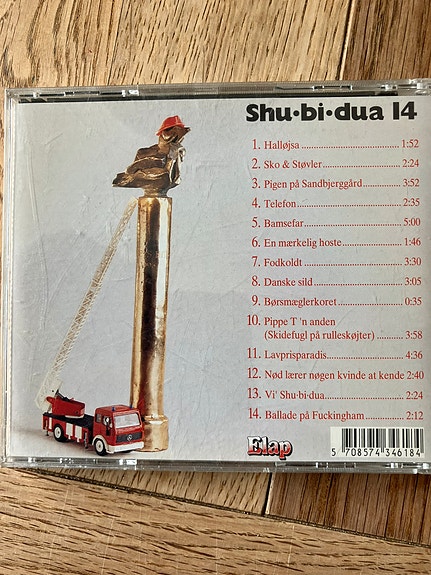 Shu·bi·dua 14
1. Halløjsa 1:52
2. Sko & Støvler 2:24
3. Pigen på Sandbjerggård 3:52
4. Telefon 2:35
5. Bamsefar 5:00
6. En mærkelig hoste 1:46
7. Fodkoldt 3:30
8. Danske sild 3:05
9. Børsmæglerkoret 0:35
10. Pippe T 'n anden
(Skidefugl på rulleskøjter) 3:58
11. Lavprisparadis 4:36
12. Nød lærer nøgen kvinde at kende 2:40
13. Vi' Shu·bi·dua 2:24
14. Ballade på Fuckingham 2:12
Elap
5 708574 346184